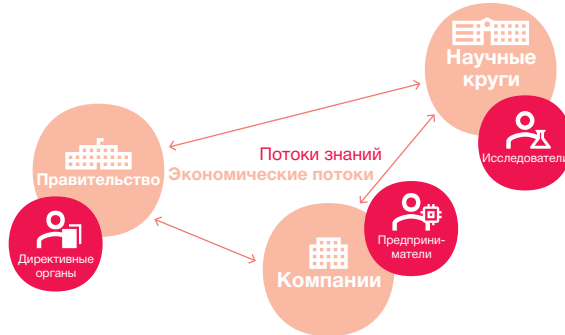 Научные
круги
Исследователи
Потоки знаний
Экономические потоки
Правительство
Директивные
органы
Компании
Предприни-
матели